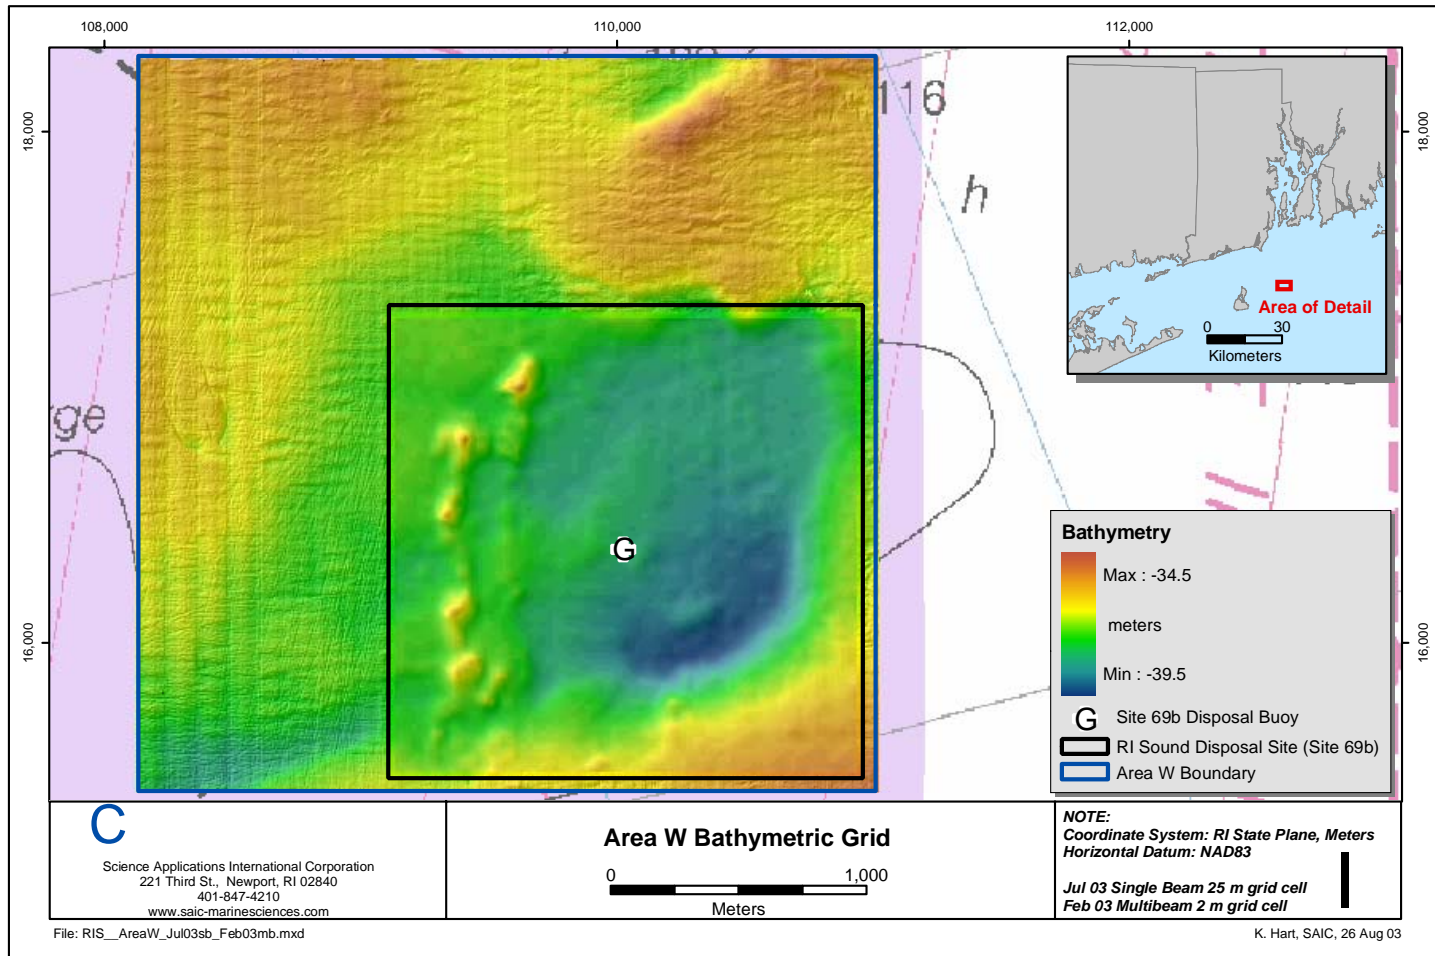 108,000
110,000
112,000
18,000
18,000
116
h
rge
16,000
16,000
G
Area of Detail
0 30
Kilometers
Bathymetry
Max : -34.5
meters
Min : -39.5
G Site 69b Disposal Buoy
RI Sound Disposal Site (Site 69b)
Area W Boundary
C
Science Applications International Corporation
221 Third St., Newport, RI 02840
401-847-4210
www.saic-marinesciences.com
Area W Bathymetric Grid
0 1,000
Meters
NOTE:
Coordinate System: RI State Plane, Meters
Horizontal Datum: NAD83
Jul 03 Single Beam 25 m grid cell
Feb 03 Multibeam 2 m grid cell
File: RIS__AreaW_Jul03sb_Feb03mb.mxd
K. Hart, SAIC, 26 Aug 03